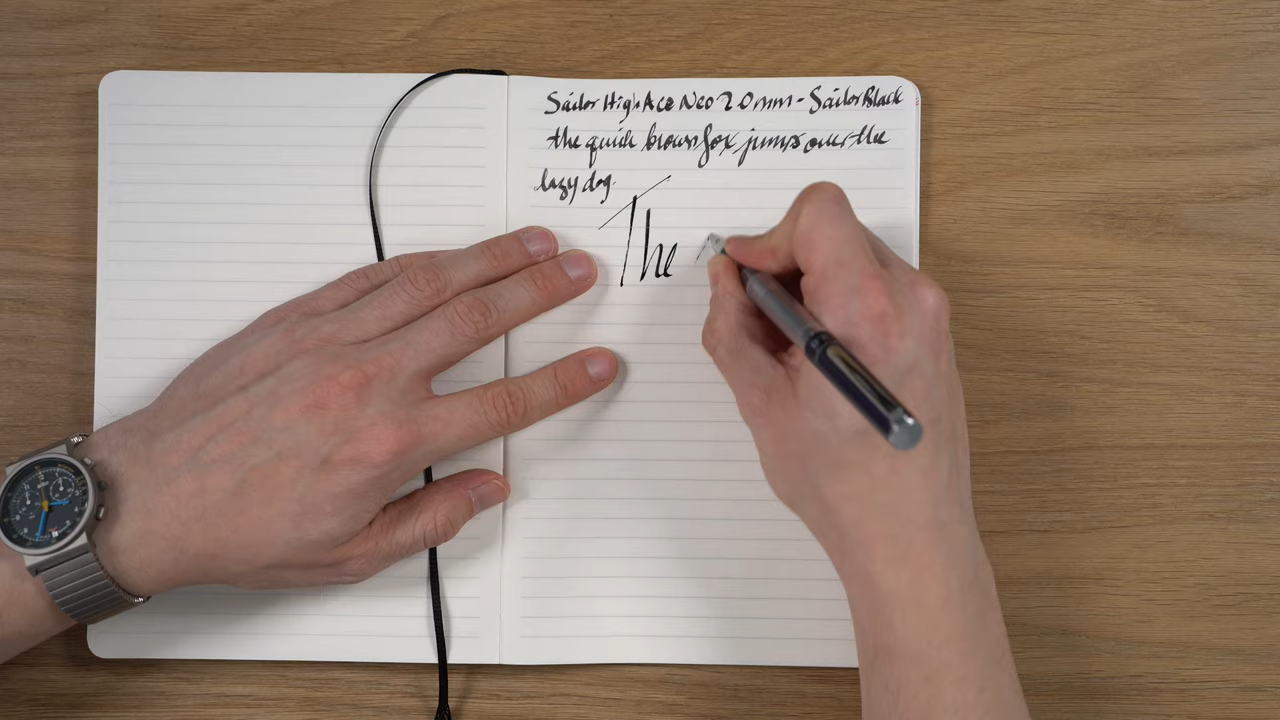 Sailor High Ace Neo 2.0mm - Sailor Black
the quick brown fox jumps over the
lazy dog.
The